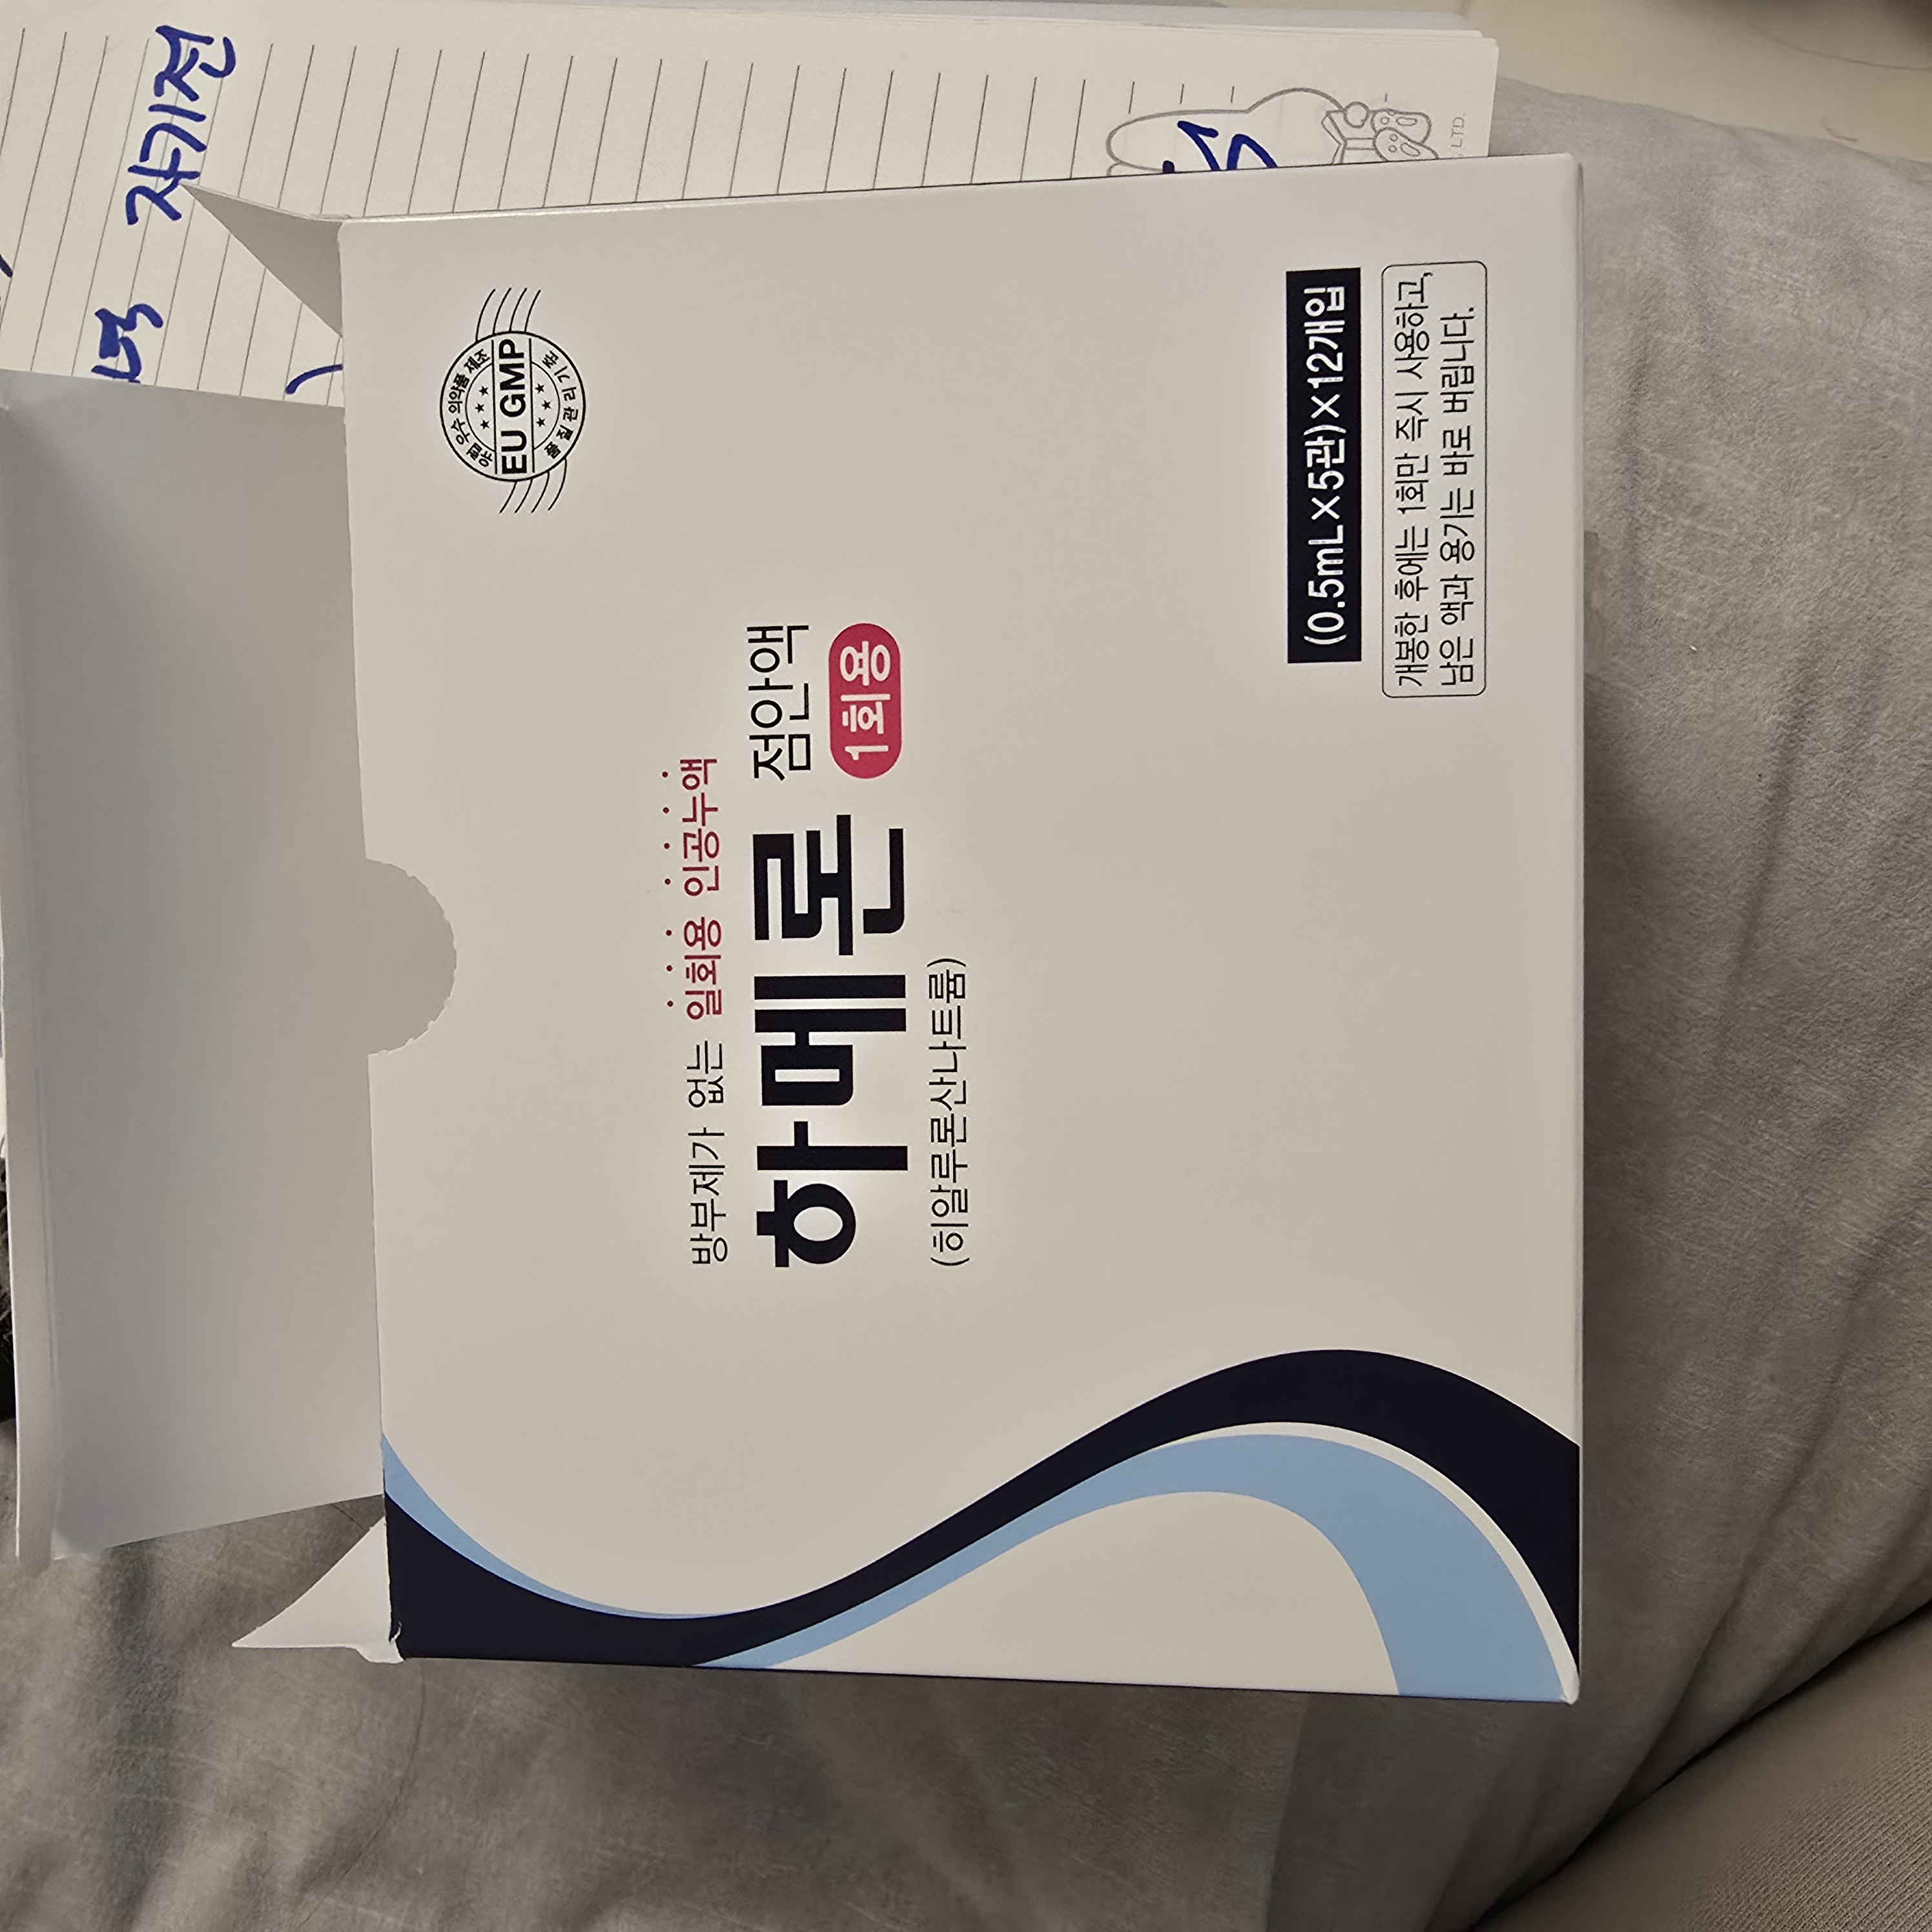 자기전
유럽 우수 의약품 제조
EU GMP
품질관리기준
방부제가 없는 일회용 인공누액
하메론 점안액
1회용
(히알루론산나트륨)
(0.5mL×5관)×12개입
개봉한 후에는 1회만 즉시 사용하고,
남은 액과 용기는 바로 버립니다.
LTD.